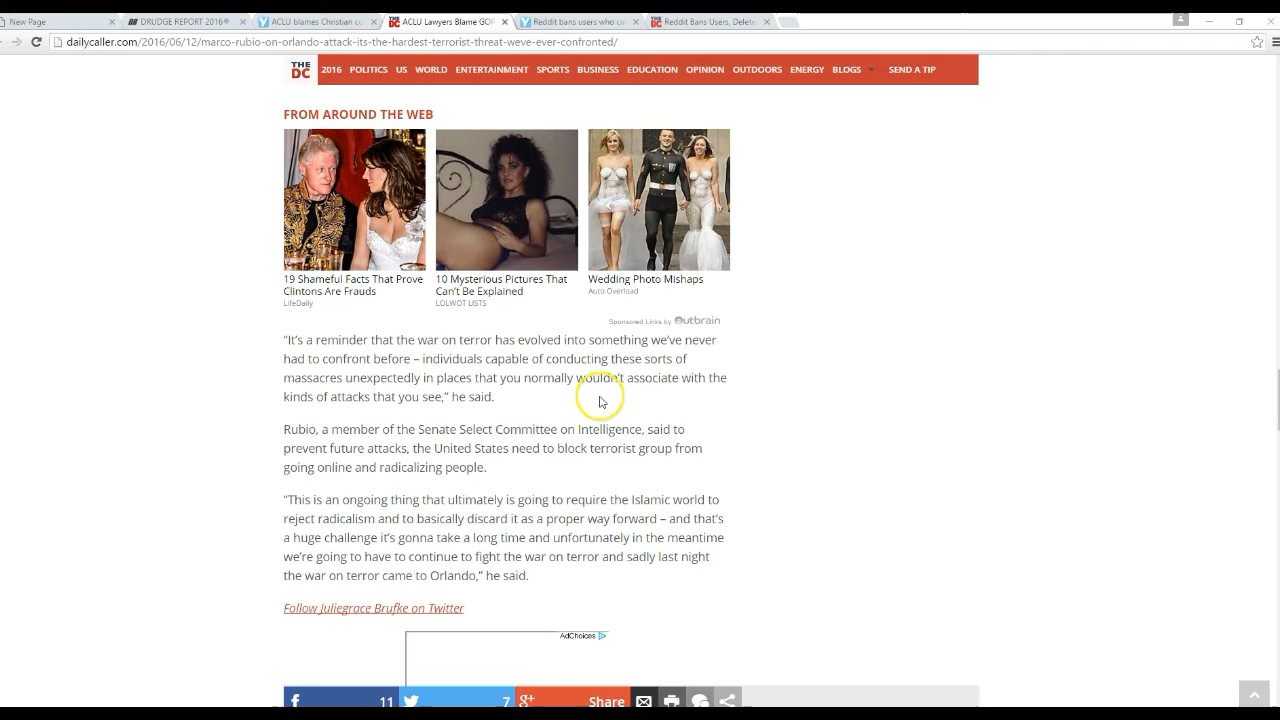 New Page
DRUDGE REPORT 2016®
ACLU blames Christian co
ACLU Lawyers Blame GOP
Reddit bans users who cal
Reddit Bans Users, Delete
dailycaller.com/2016/06/12/marco-rubio-on-orlando-attack-its-the-hardest-terrorist-threat-weve-ever-confronted/
THE DC 2016 POLITICS US WORLD ENTERTAINMENT SPORTS BUSINESS EDUCATION OPINION OUTDOORS ENERGY BLOGS SEND A TIP
FROM AROUND THE WEB
19 Shameful Facts That Prove
Clintons Are Frauds
LifeDaily
10 Mysterious Pictures That
Can't Be Explained
LOLWOT LISTS
Wedding Photo Mishaps
Auto Overload
Sponsored Links by Outbrain
“It’s a reminder that the war on terror has evolved into something we’ve never
had to confront before – individuals capable of conducting these sorts of
massacres unexpectedly in places that you normally wouldn’t associate with the
kinds of attacks that you see,” he said.
Rubio, a member of the Senate Select Committee on Intelligence, said to
prevent future attacks, the United States need to block terrorist group from
going online and radicalizing people.
“This is an ongoing thing that ultimately is going to require the Islamic world to
reject radicalism and to basically discard it as a proper way forward – and that’s
a huge challenge it’s gonna take a long time and unfortunately in the meantime
we’re going to have to continue to fight the war on terror and sadly last night
the war on terror came to Orlando,” he said.
Follow Juliegrace Brufke on Twitter
AdChoices
11
7
g+ Share